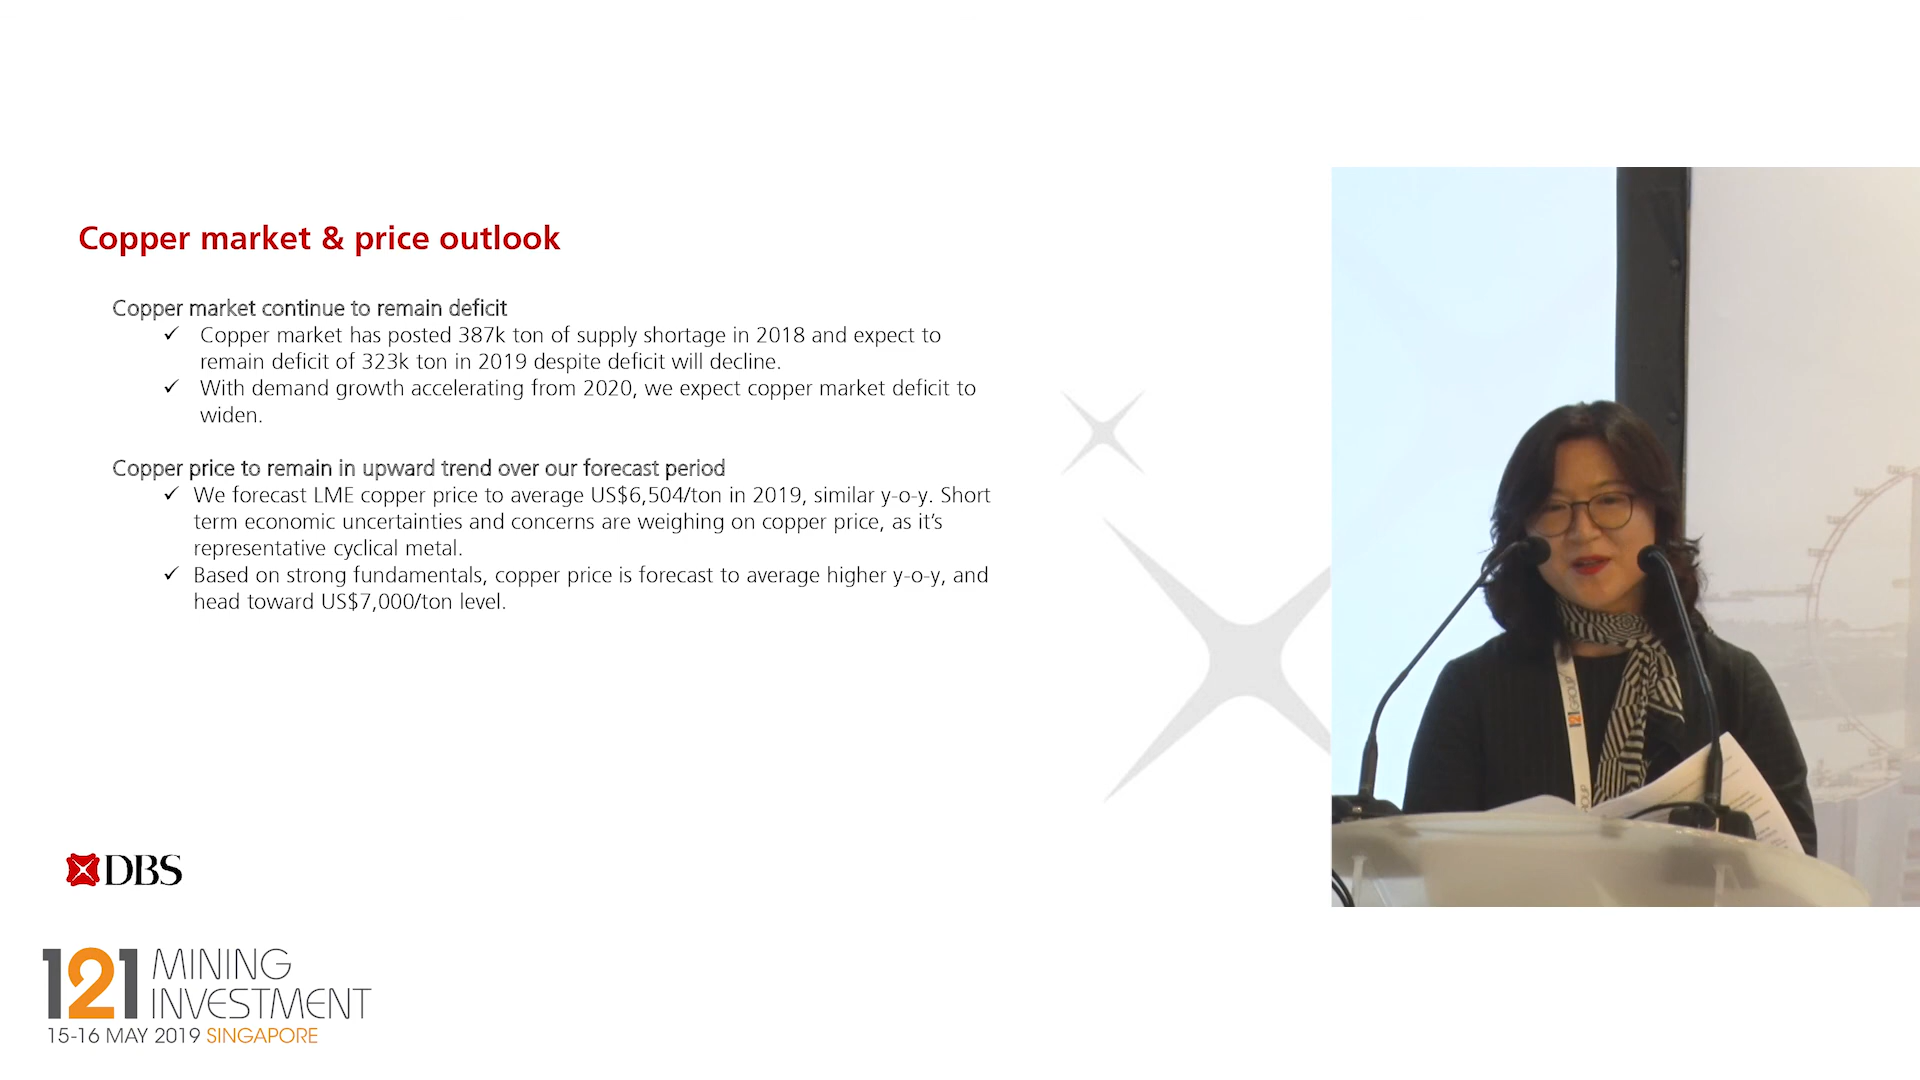 Copper market & price outlook
Copper market continue to remain deficit
✓ Copper market has posted 387k ton of supply shortage in 2018 and expect to
remain deficit of 323k ton in 2019 despite deficit will decline.
✓ With demand growth accelerating from 2020, we expect copper market deficit to
widen.
Copper price to remain in upward trend over our forecast period
✓ We forecast LME copper price to average US$6,504/ton in 2019, similar y-o-y. Short
term economic uncertainties and concerns are weighing on copper price, as it’s
representative cyclical metal.
✓ Based on strong fundamentals, copper price is forecast to average higher y-o-y, and
head toward US$7,000/ton level.
DBS
121 MINING
INVESTMENT
15-16 MAY 2019 SINGAPORE
121 GROUP